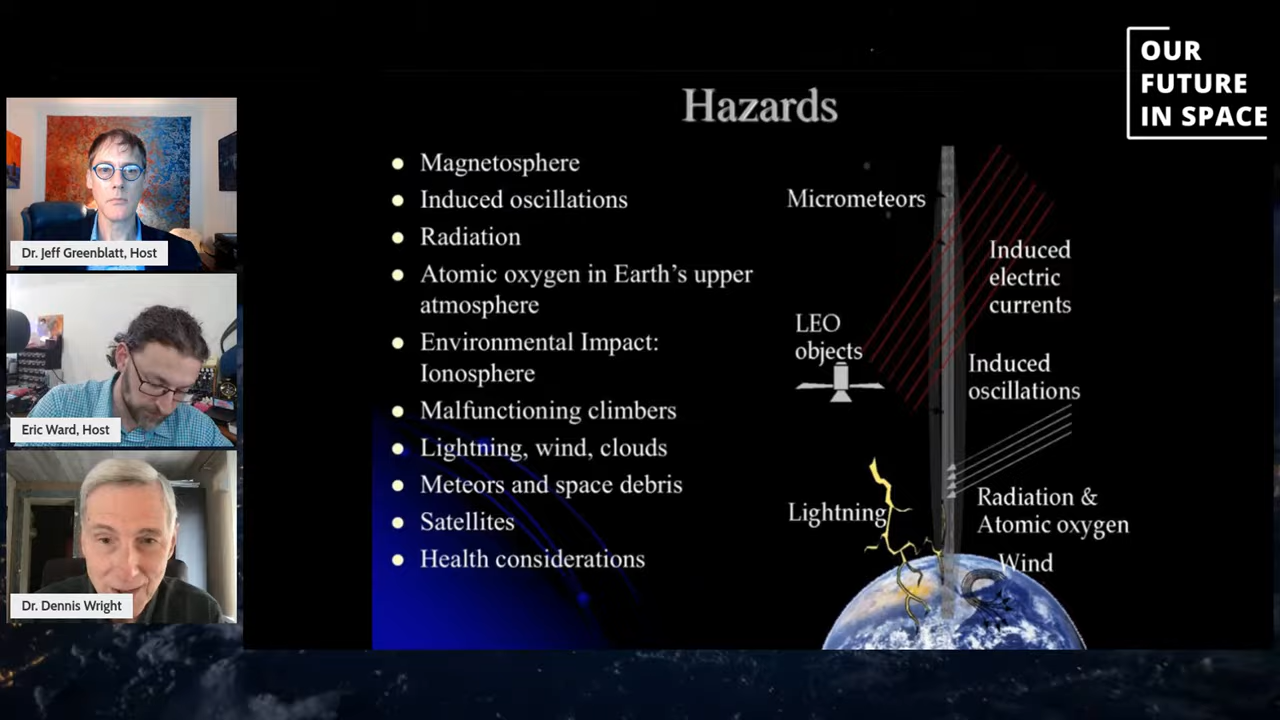 OUR
FUTURE
IN SPACE
Hazards
Dr. Jeff Greenblatt, Host
Eric Ward, Host
Dr. Dennis Wright
• Magnetosphere
• Induced oscillations
• Radiation
• Atomic oxygen in Earth's upper
atmosphere
• Environmental Impact:
Ionosphere
• Malfunctioning climbers
• Lightning, wind, clouds
• Meteors and space debris
• Satellites
• Health considerations
Micrometeors
Induced
electric
currents
LEO
objects
Induced
oscillations
Lightning
Radiation &
Atomic oxygen
Wind